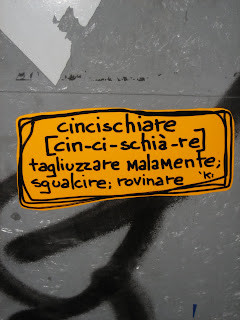 cincischiare
[cin-ci-schià-re]
tagliuzzare malamente;
sgualcire; rovinare 'K,